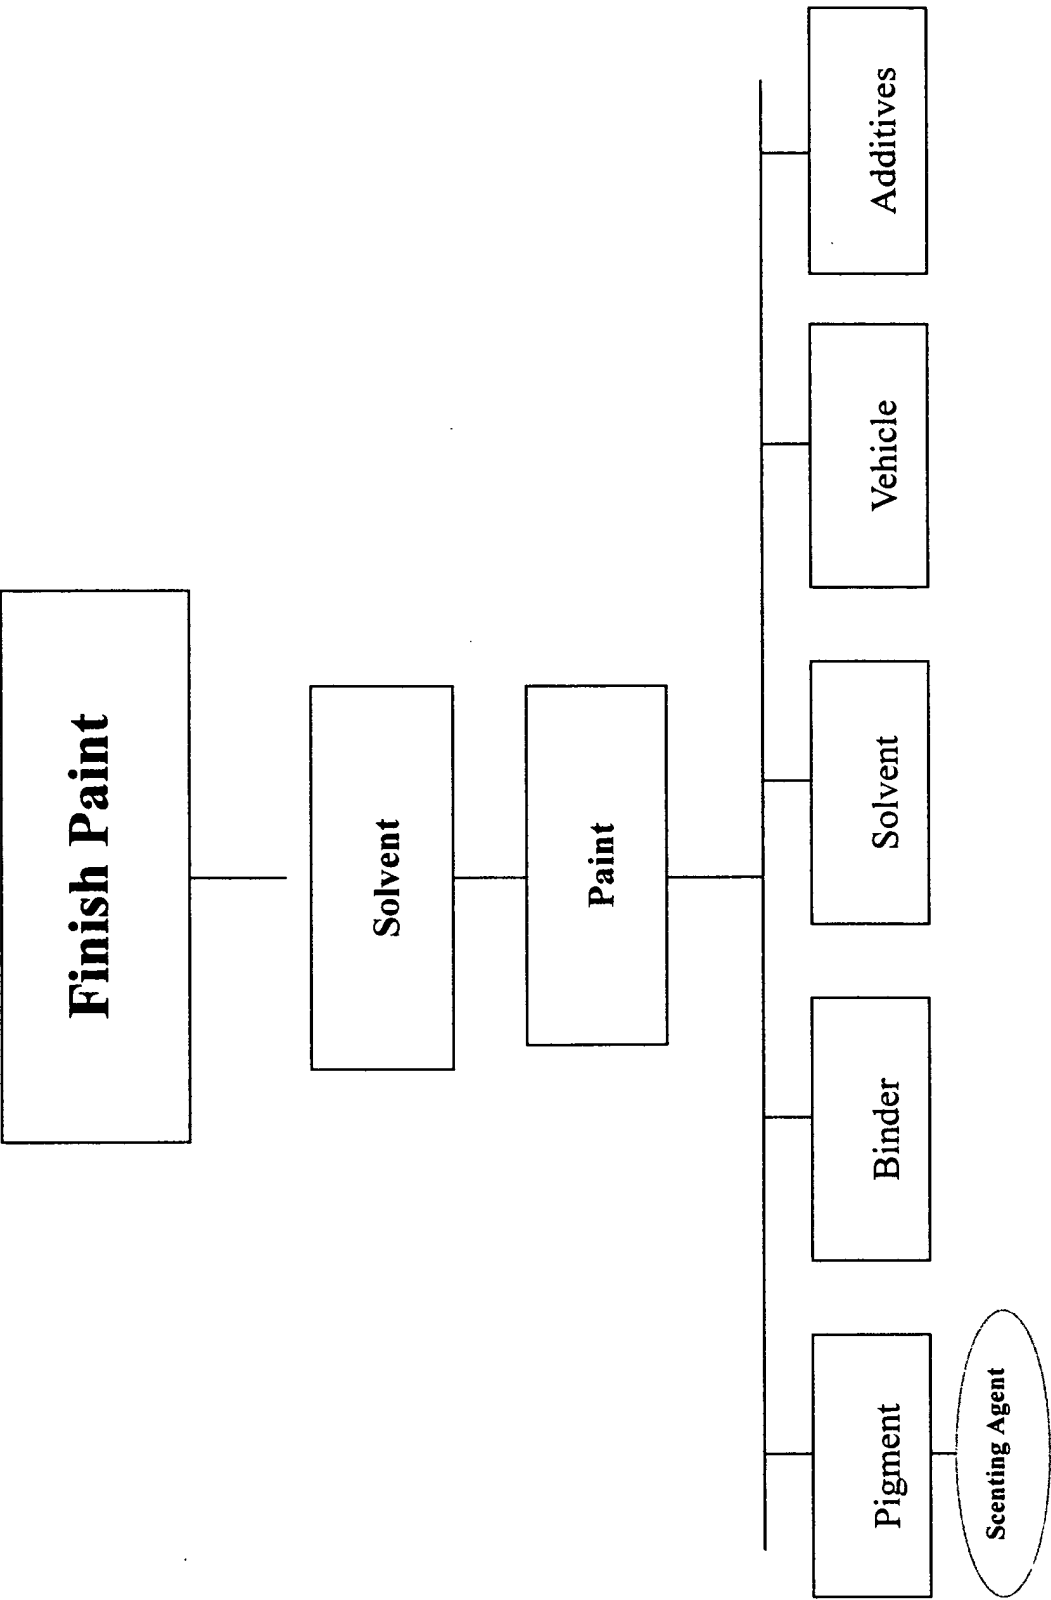 Finish Paint
Solvent
Paint
Pigment
Binder
Solvent
Vehicle
Additives
Scenting Agent